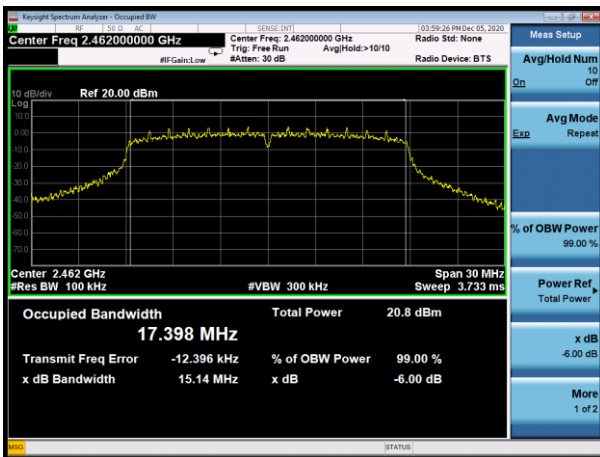 Keysight Spectrum Analyzer - Occupied BW
RF 50 Ω AC SENSE:INT 03:59:26 PM Dec 05, 2020
Center Freq 2.462000000 GHz Center Freq: 2.462000000 GHz Radio Std: None
Trig: Free Run Avg|Hold:>10/10
#IFGain:Low #Atten: 30 dB Radio Device: BTS
10 dB/div Ref 20.00 dBm
Log
10.0
0.00
-10.0
-20.0
-30.0
-40.0
-50.0
-60.0
-70.0
Center 2.462 GHz Span 30 MHz
#Res BW 100 kHz #VBW 300 kHz Sweep 3.733 ms
Occupied Bandwidth Total Power 20.8 dBm
17.398 MHz
Transmit Freq Error -12.396 kHz % of OBW Power 99.00 %
x dB Bandwidth 15.14 MHz x dB -6.00 dB
MSG STATUS
Meas Setup
Avg/Hold Num
10
On Off
Avg Mode
Exp Repeat
% of OBW Power
99.00 %
Power Ref
Total Power
x dB
-6.00 dB
More
1 of 2